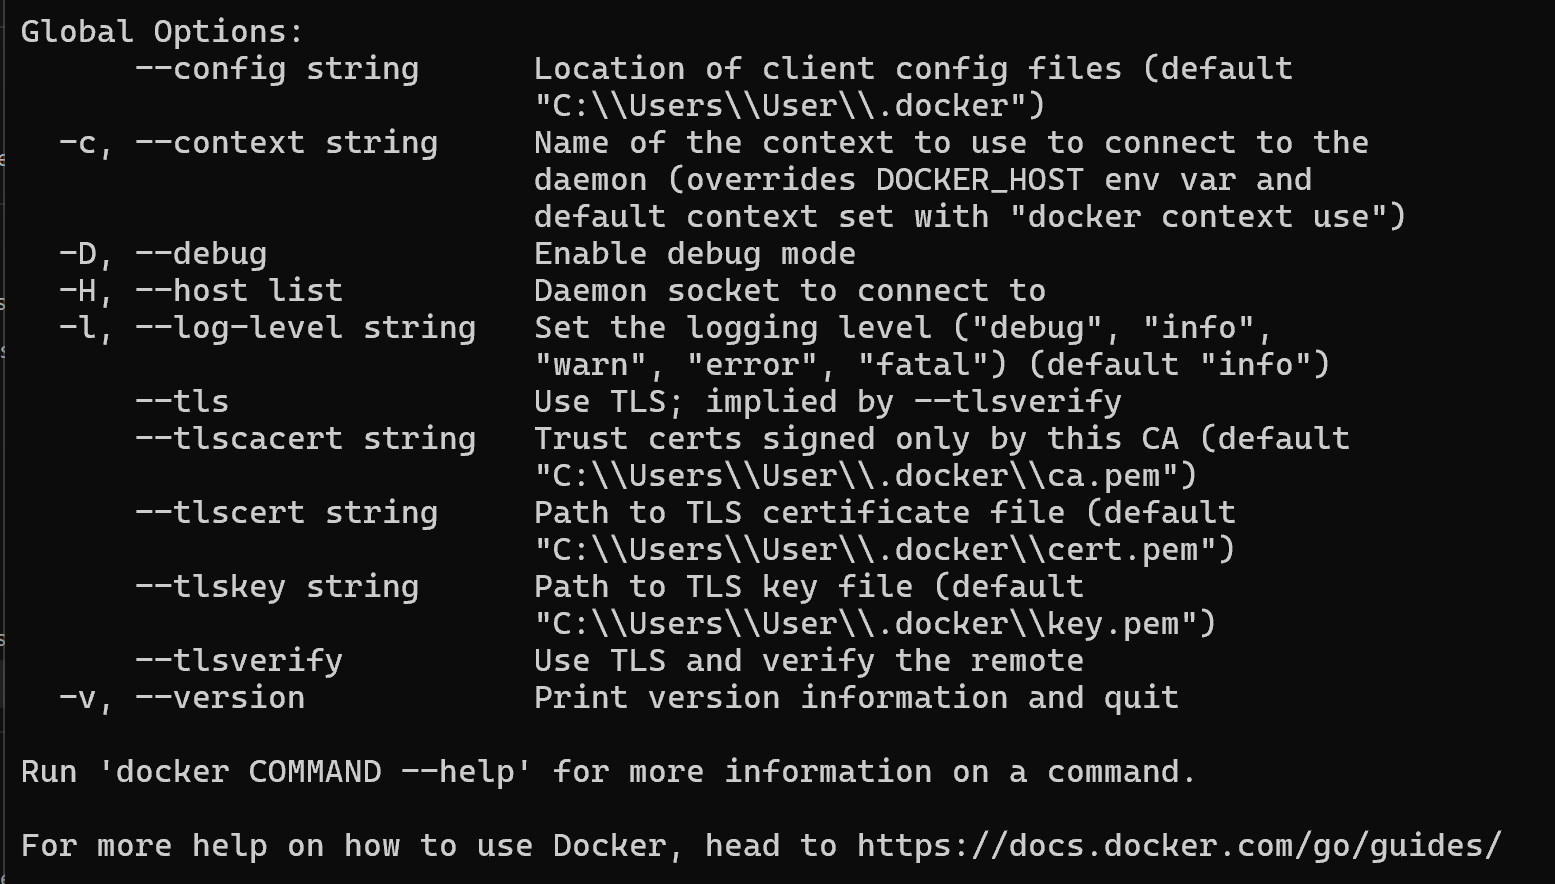 Global Options:
      --config string      Location of client config files (default
                           "C:\\Users\\User\\.docker")
  -c, --context string     Name of the context to use to connect to the
                           daemon (overrides DOCKER_HOST env var and
                           default context set with "docker context use")
  -D, --debug              Enable debug mode
  -H, --host list          Daemon socket to connect to
  -l, --log-level string   Set the logging level ("debug", "info",
                           "warn", "error", "fatal") (default "info")
      --tls                Use TLS; implied by --tlsverify
      --tlscacert string   Trust certs signed only by this CA (default
                           "C:\\Users\\User\\.docker\\ca.pem")
      --tlscert string     Path to TLS certificate file (default
                           "C:\\Users\\User\\.docker\\cert.pem")
      --tlskey string      Path to TLS key file (default
                           "C:\\Users\\User\\.docker\\key.pem")
      --tlsverify          Use TLS and verify the remote
  -v, --version            Print version information and quit

Run 'docker COMMAND --help' for more information on a command.

For more help on how to use Docker, head to https://docs.docker.com/go/guides/